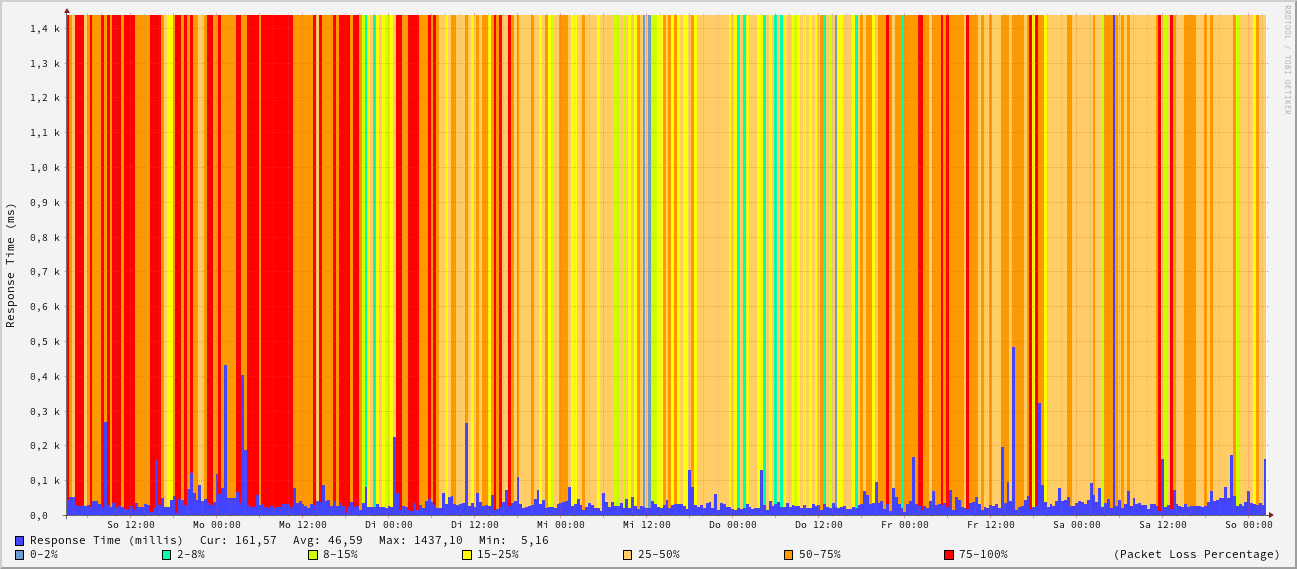 RRDTOOL / TOBI OETIKER
Response Time (ms)
1,4 k
1,3 k
1,2 k
1,1 k
1,0 k
0,9 k
0,8 k
0,7 k
0,6 k
0,5 k
0,4 k
0,3 k
0,2 k
0,1 k
0,0
So 12:00 Mo 00:00 Mo 12:00 Di 00:00 Di 12:00 Mi 00:00 Mi 12:00 Do 00:00 Do 12:00 Fr 00:00 Fr 12:00 Sa 00:00 Sa 12:00 So 00:00
Response Time (millis) Cur: 161,57 Avg: 46,59 Max: 1437,10 Min: 5,16
0-2% 2-8% 8-15% 15-25% 25-50% 50-75% 75-100% (Packet Loss Percentage)